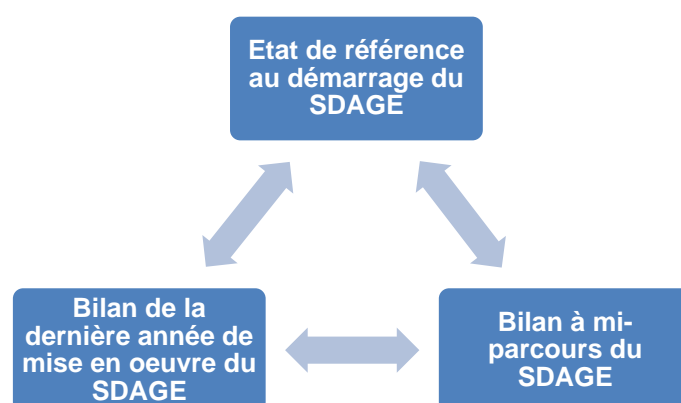 Etat de référence
au démarrage du
SDAGE
Bilan de la
dernière année de
mise en oeuvre du
SDAGE
Bilan à mi-
parcours du
SDAGE